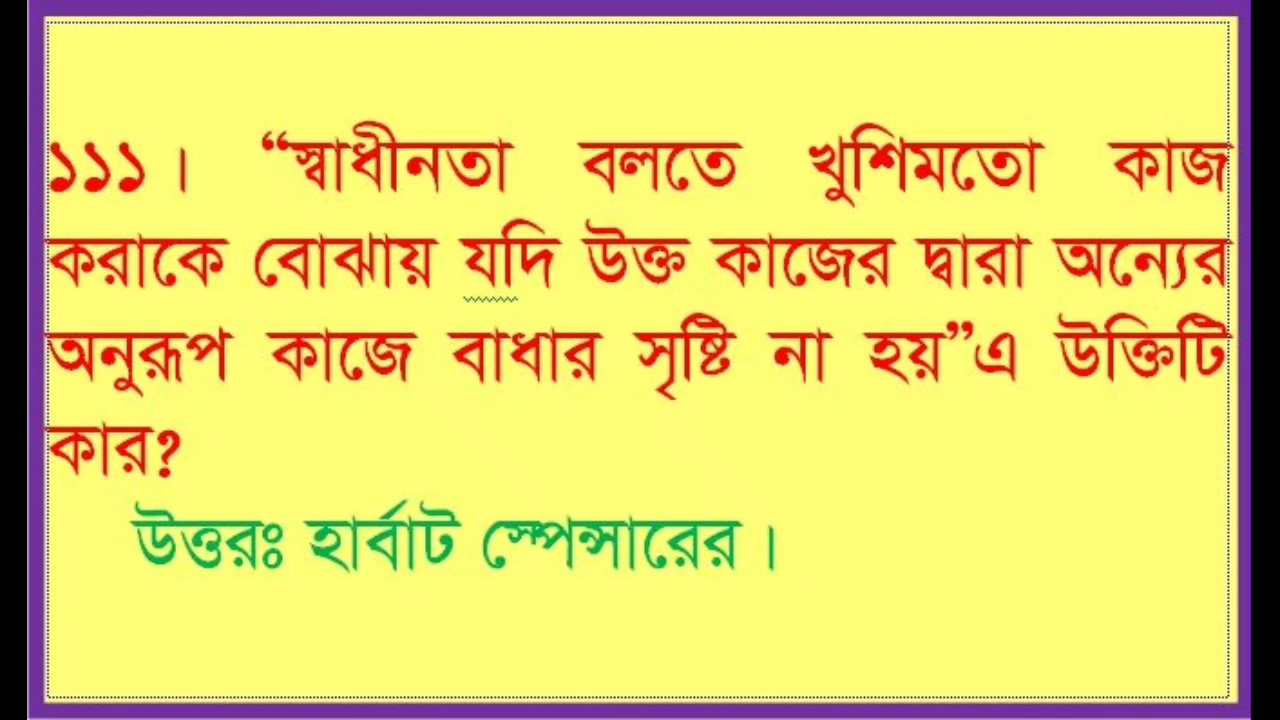 ১১১। “স্বাধীনতা বলতে খুশিমতো কাজ
করাকে বোঝায় যদি উক্ত কাজের দ্বারা অন্যের
অনুরূপ কাজে বাধার সৃষ্টি না হয়”এ উক্তিটি
কার?
উত্তরঃ হার্বাট স্পেন্সারের।